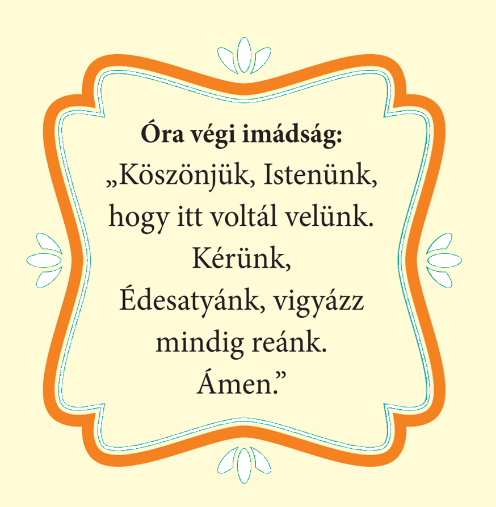 Óra végi imádság:
„Köszönjük, Istenünk,
hogy itt voltál velünk.
Kérünk,
Édesatyánk, vigyázz
mindig reánk.
Ámen.”